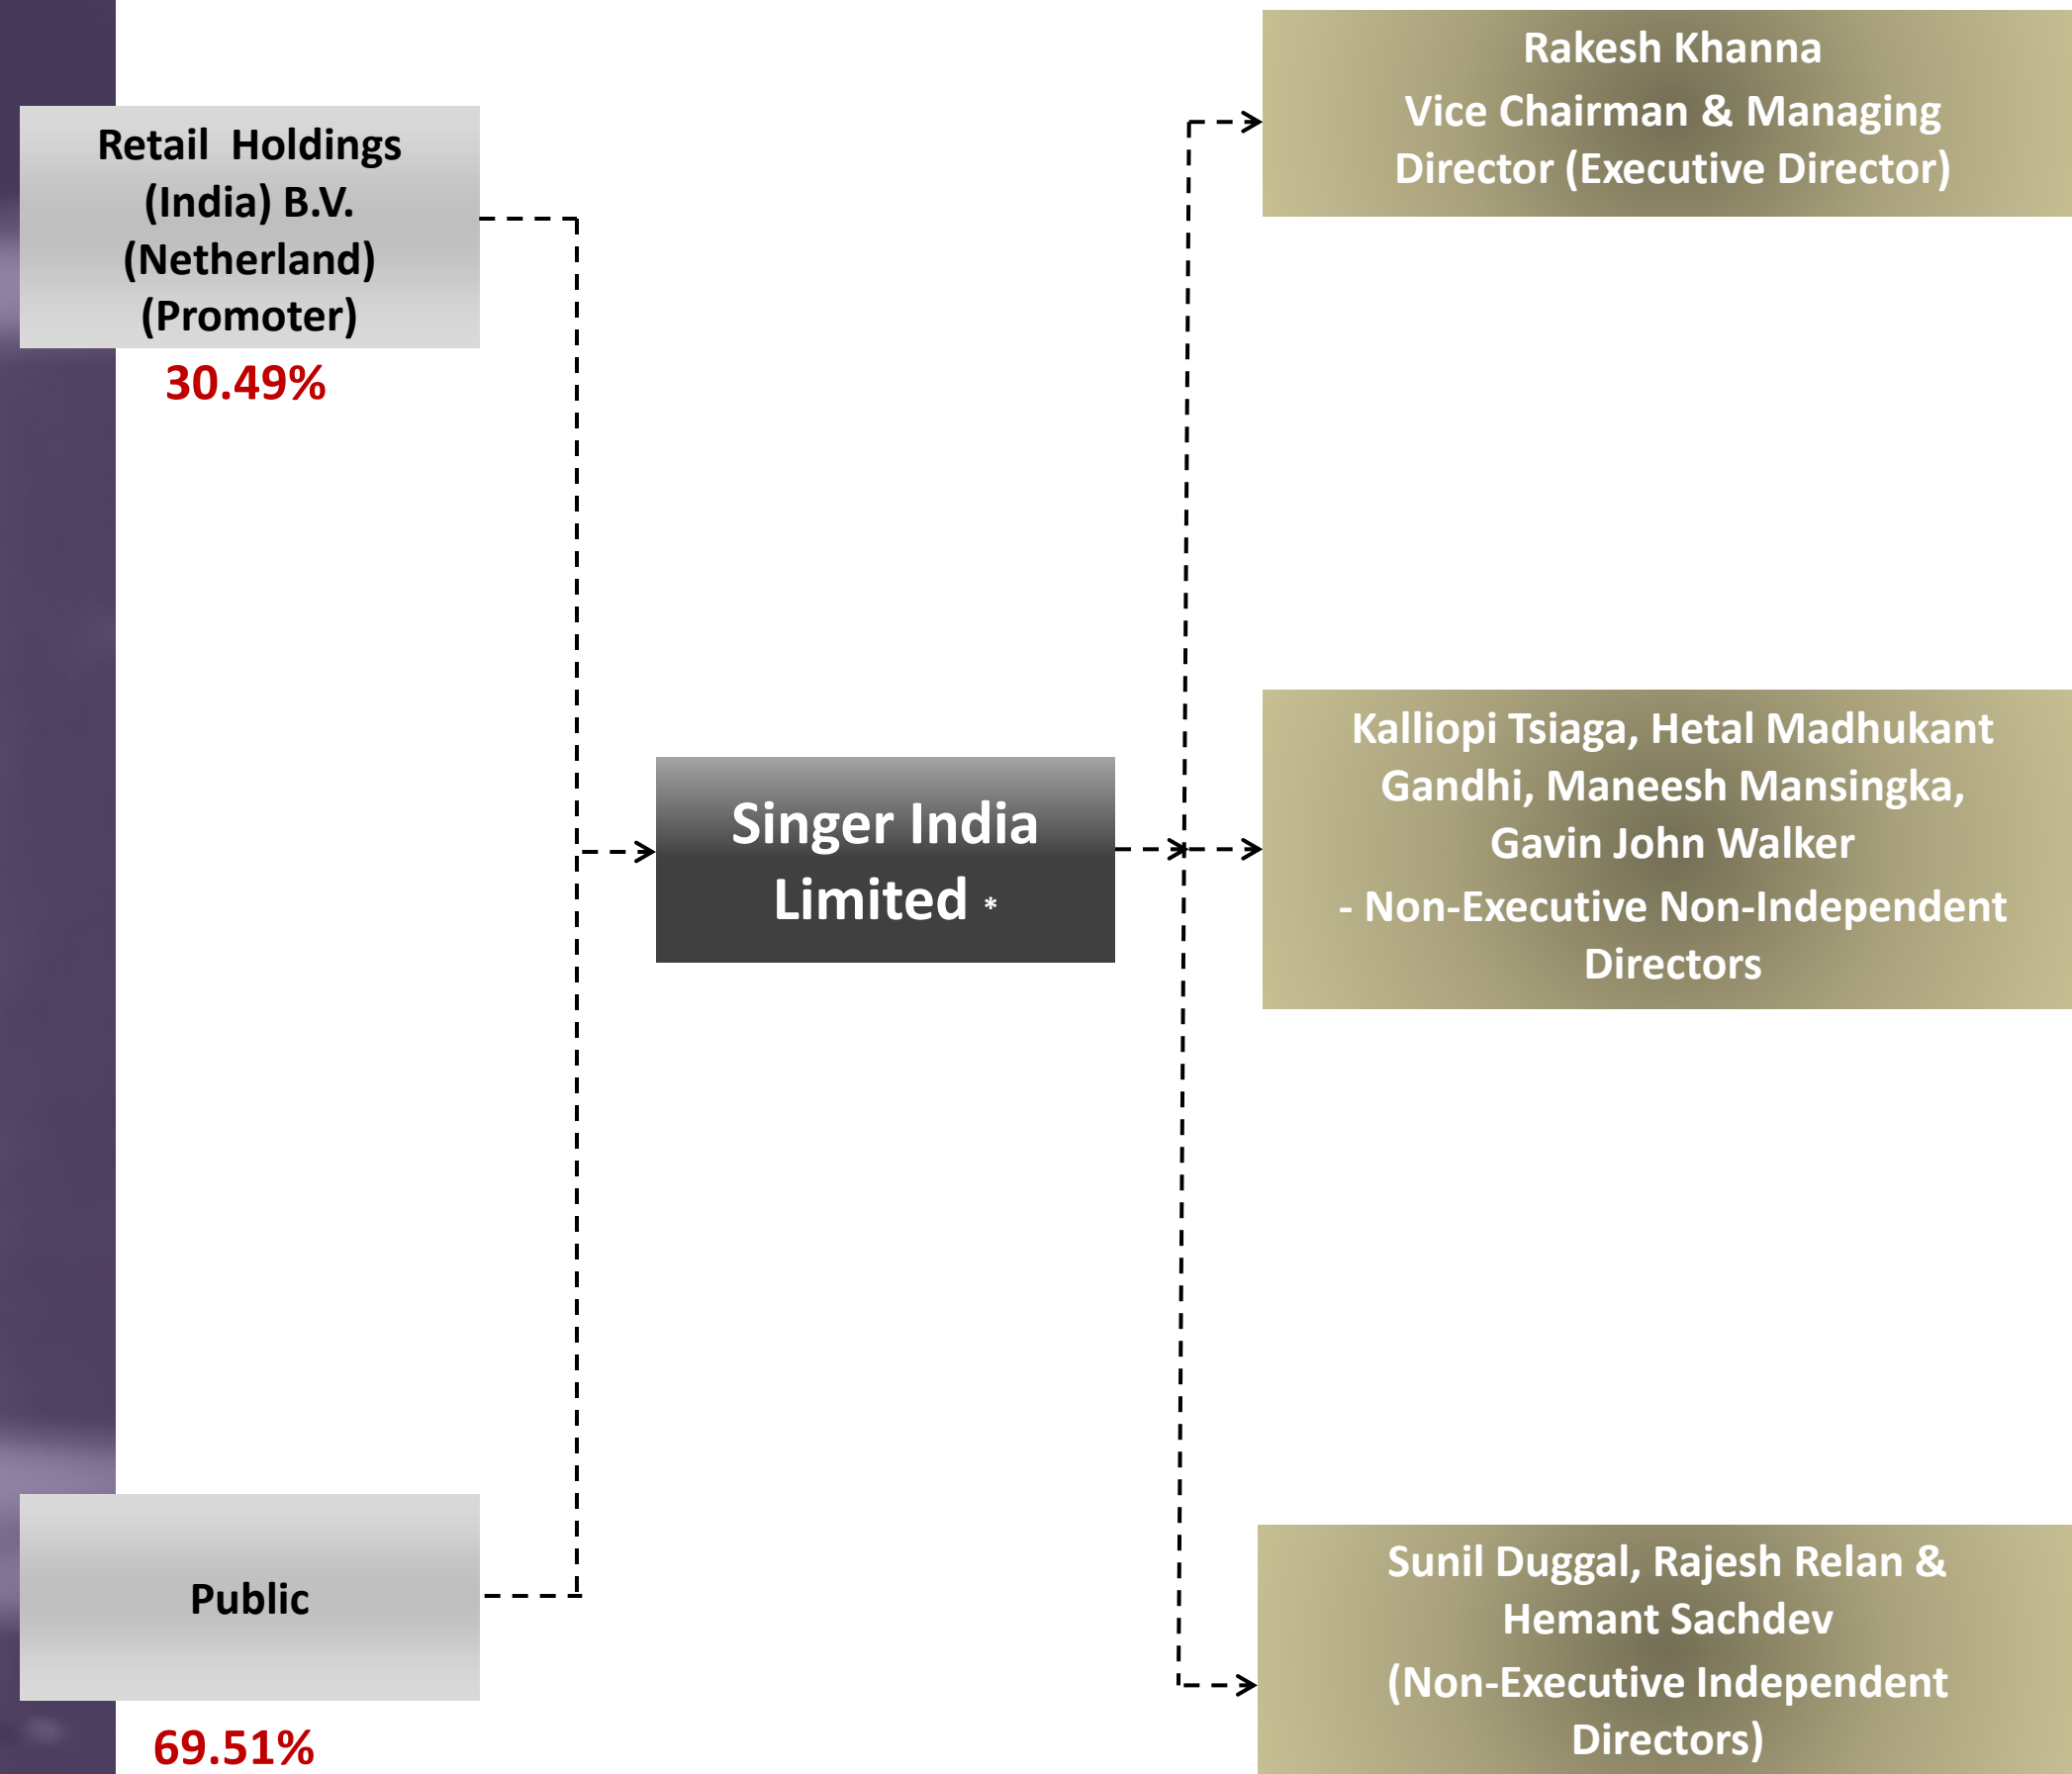 Retail  Holdings
(India) B.V.
(Netherland)
(Promoter)
30.49%
Public
69.51%
Singer India
Limited *
Rakesh Khanna
Vice Chairman & Managing
Director (Executive Director)
Kalliopi Tsiaga, Hetal Madhukant
Gandhi, Maneesh Mansingka,
Gavin John Walker
- Non-Executive Non-Independent
Directors
Sunil Duggal, Rajesh Relan &
Hemant Sachdev
(Non-Executive Independent
Directors)